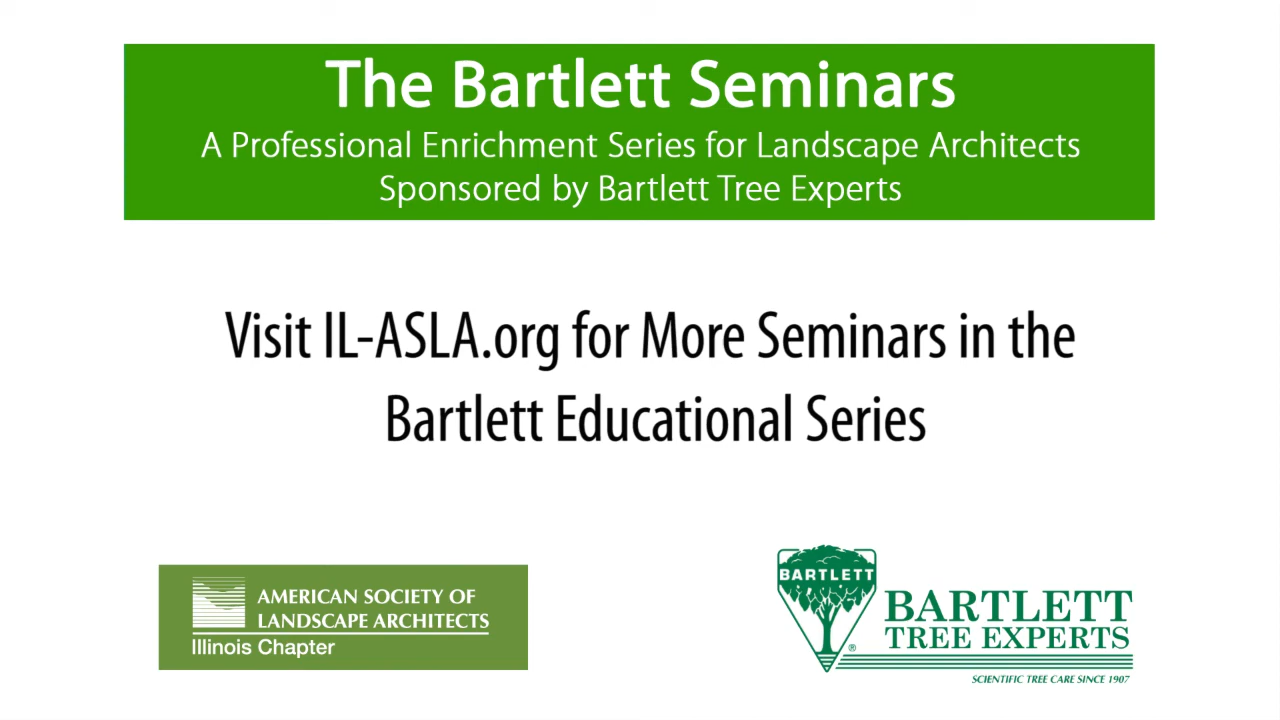 The Bartlett Seminars
A Professional Enrichment Series for Landscape Architects
Sponsored by Bartlett Tree Experts
Visit IL-ASLA.org for More Seminars in the
Bartlett Educational Series
AMERICAN SOCIETY OF
LANDSCAPE ARCHITECTS
Illinois Chapter
BARTLETT
®
BARTLETT
TREE EXPERTS
SCIENTIFIC TREE CARE SINCE 1907